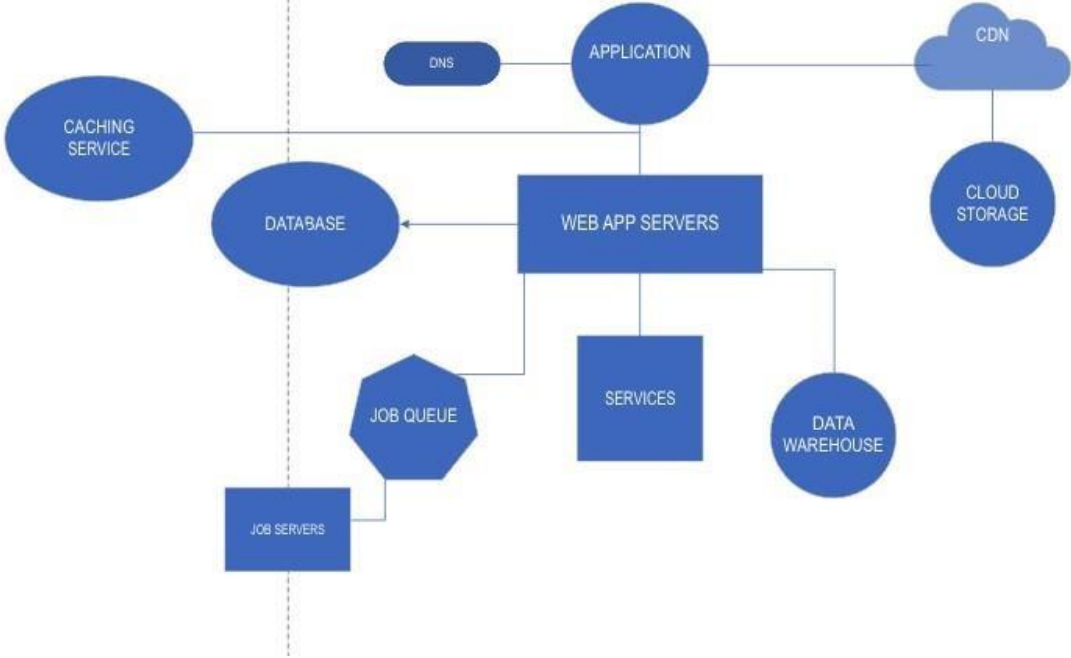 CDN
APPLICATION
DNS
CACHING
SERVICE
CLOUD
STORAGE
DATABASE
WEB APP SERVERS
SERVICES
JOB QUEUE
DATA
WAREHOUSE
JOB SERVERS